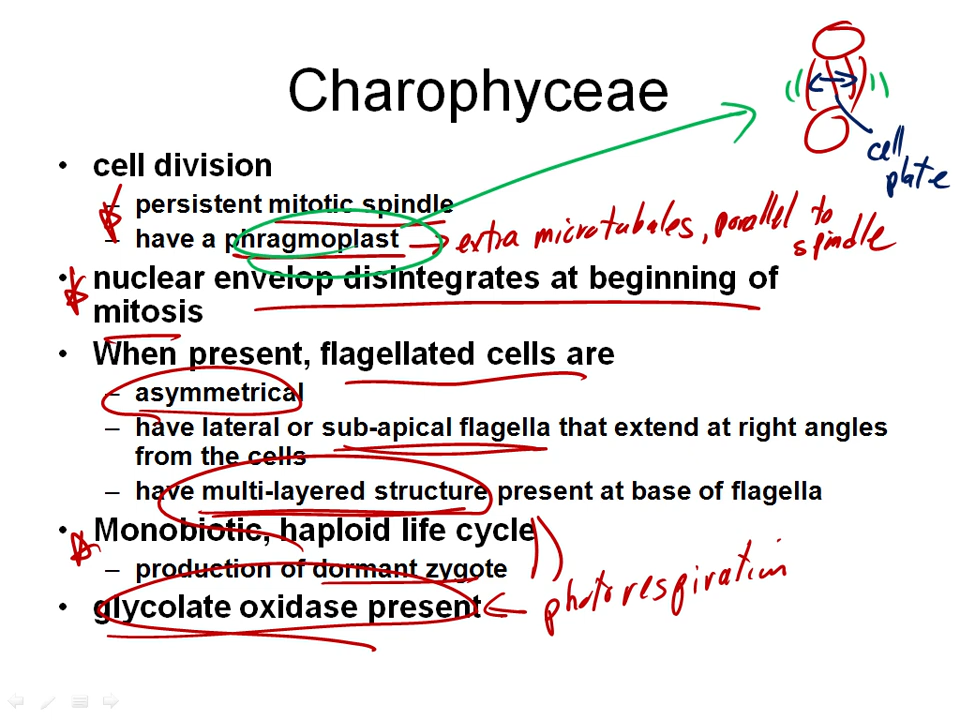 Charophyceae
cell plate
• cell division
– persistent mitotic spindle
– have a phragmoplast → extra microtubales, parallel to spindle
• nuclear envelop disintegrates at beginning of
mitosis
• When present, flagellated cells are
– asymmetrical
– have lateral or sub-apical flagella that extend at right angles
from the cells
– have multi-layered structure present at base of flagella
• Monobiotic, haploid life cycle
– production of dormant zygote
• glycolate oxidase present ← photorespiration